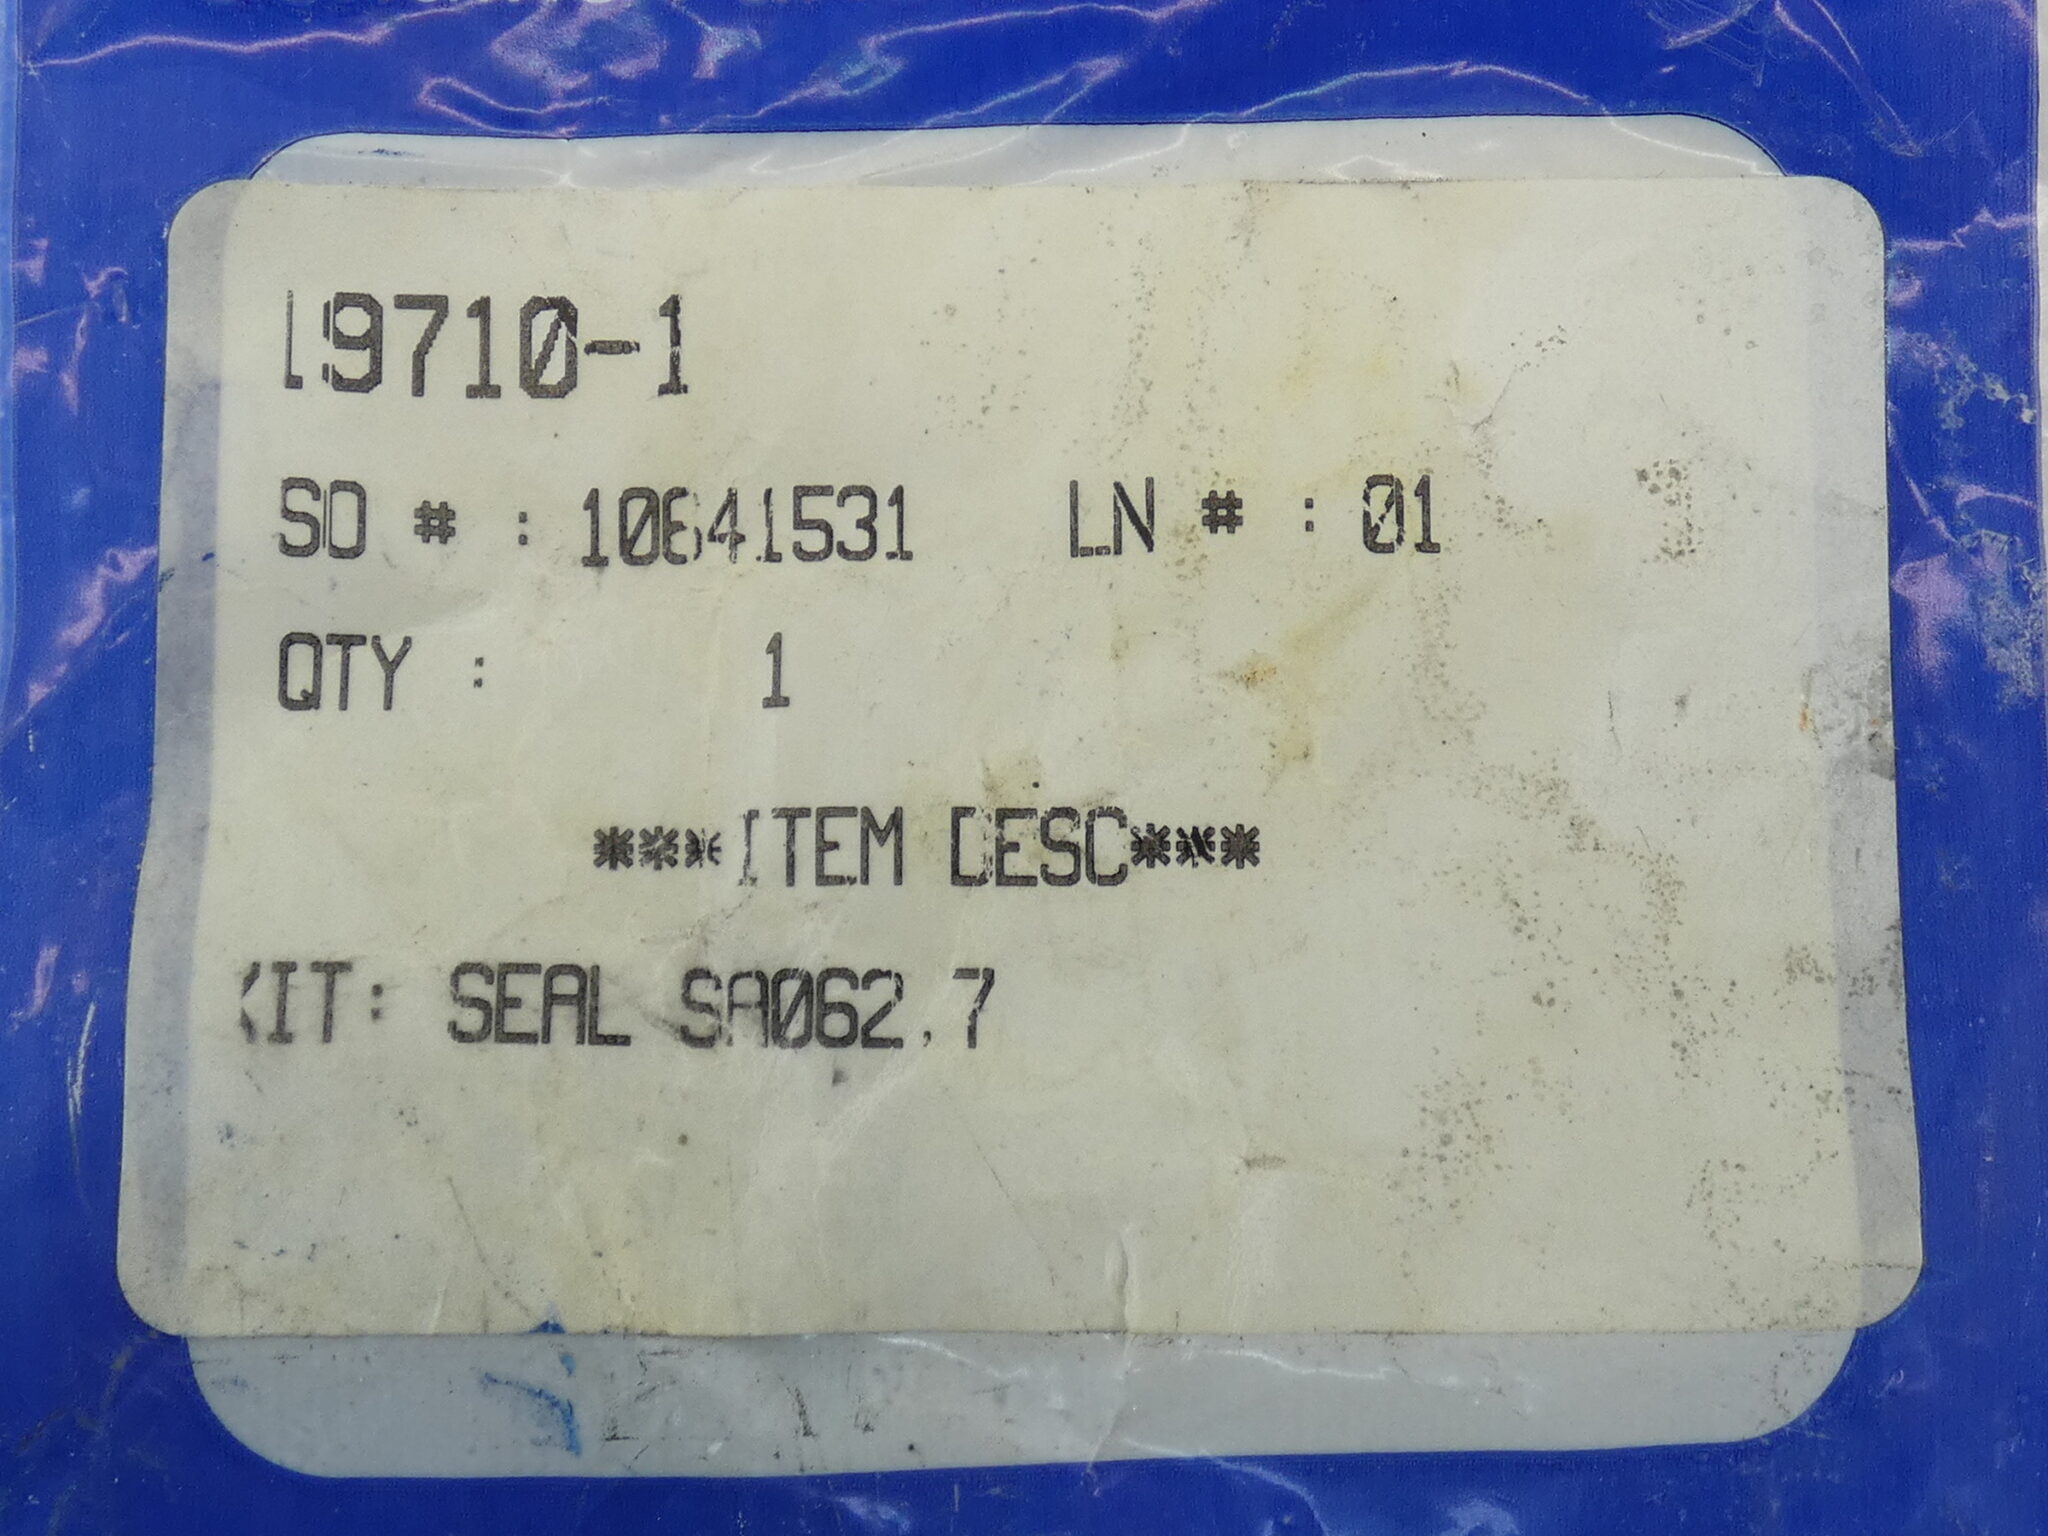 19710-1
SO # : 10641531 LN # : 01
QTY : 1
***ITEM DESC***
KIT: SEAL SA062.7